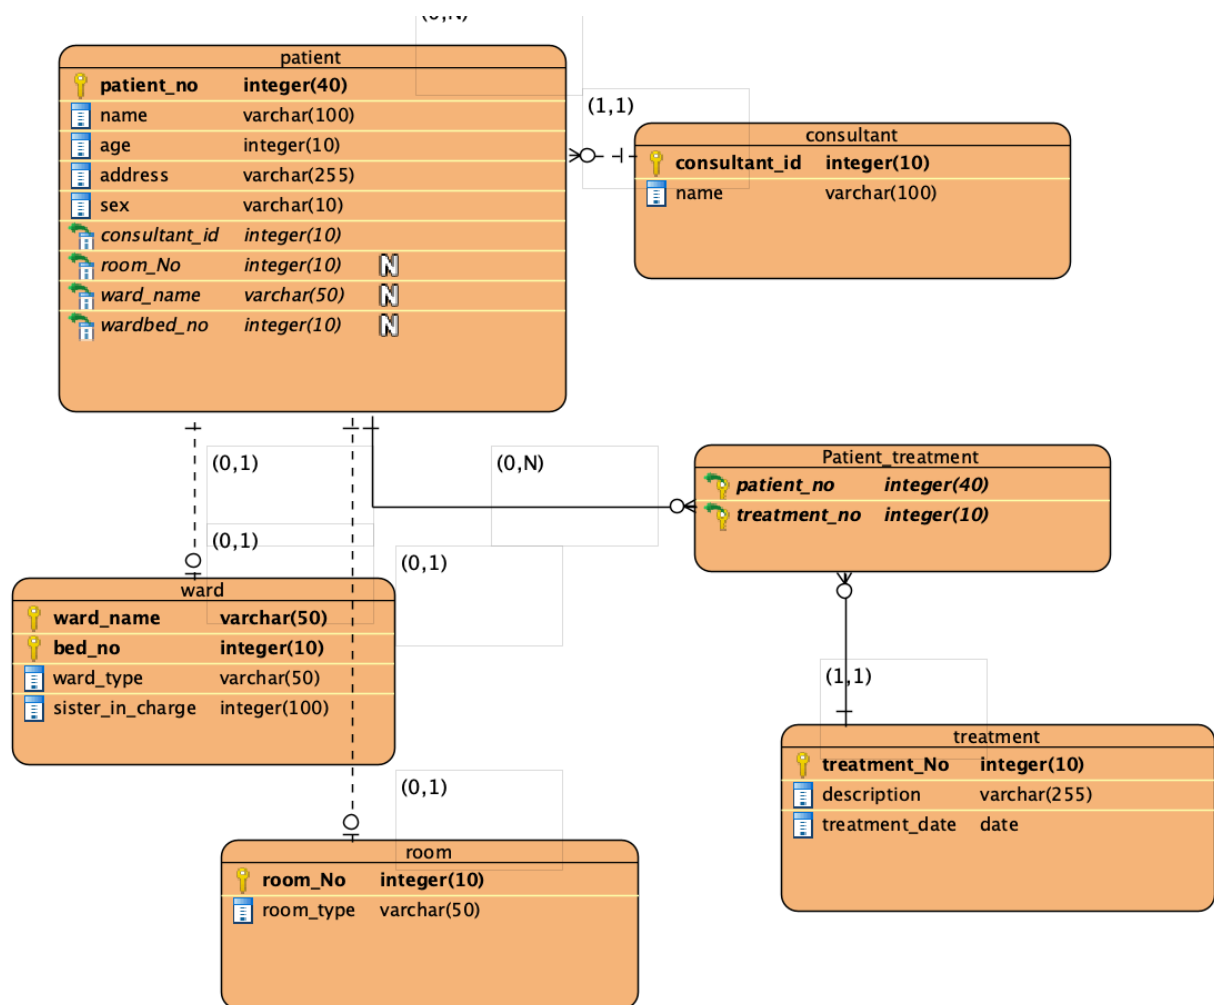 (0,N)
patient
patient_no integer(40)
name varchar(100)
age integer(10)
address varchar(255)
sex varchar(10)
consultant_id integer(10)
room_No integer(10) N
ward_name varchar(50) N
wardbed_no integer(10) N
(1,1)
consultant
consultant_id integer(10)
name varchar(100)
(0,1)
(0,N)
Patient_treatment
patient_no integer(40)
treatment_no integer(10)
(0,1)
(0,1)
ward
ward_name varchar(50)
bed_no integer(10)
ward_type varchar(50)
sister_in_charge integer(100)
(1,1)
treatment
treatment_No integer(10)
description varchar(255)
treatment_date date
(0,1)
room
room_No integer(10)
room_type varchar(50)